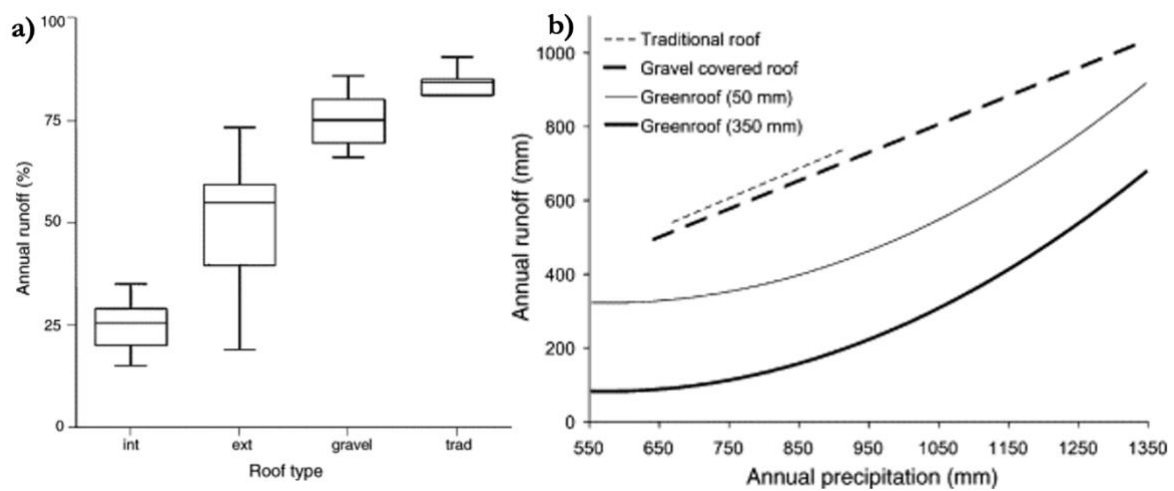 a)
100
75
50
25
0
Annual runoff (%)
int ext gravel trad
Roof type
b)
Traditional roof
Gravel covered roof
Greenroof (50 mm)
Greenroof (350 mm)
1000
800
600
400
200
0
Annual runoff (mm)
550 650 750 850 950 1050 1150 1250 1350
Annual precipitation (mm)